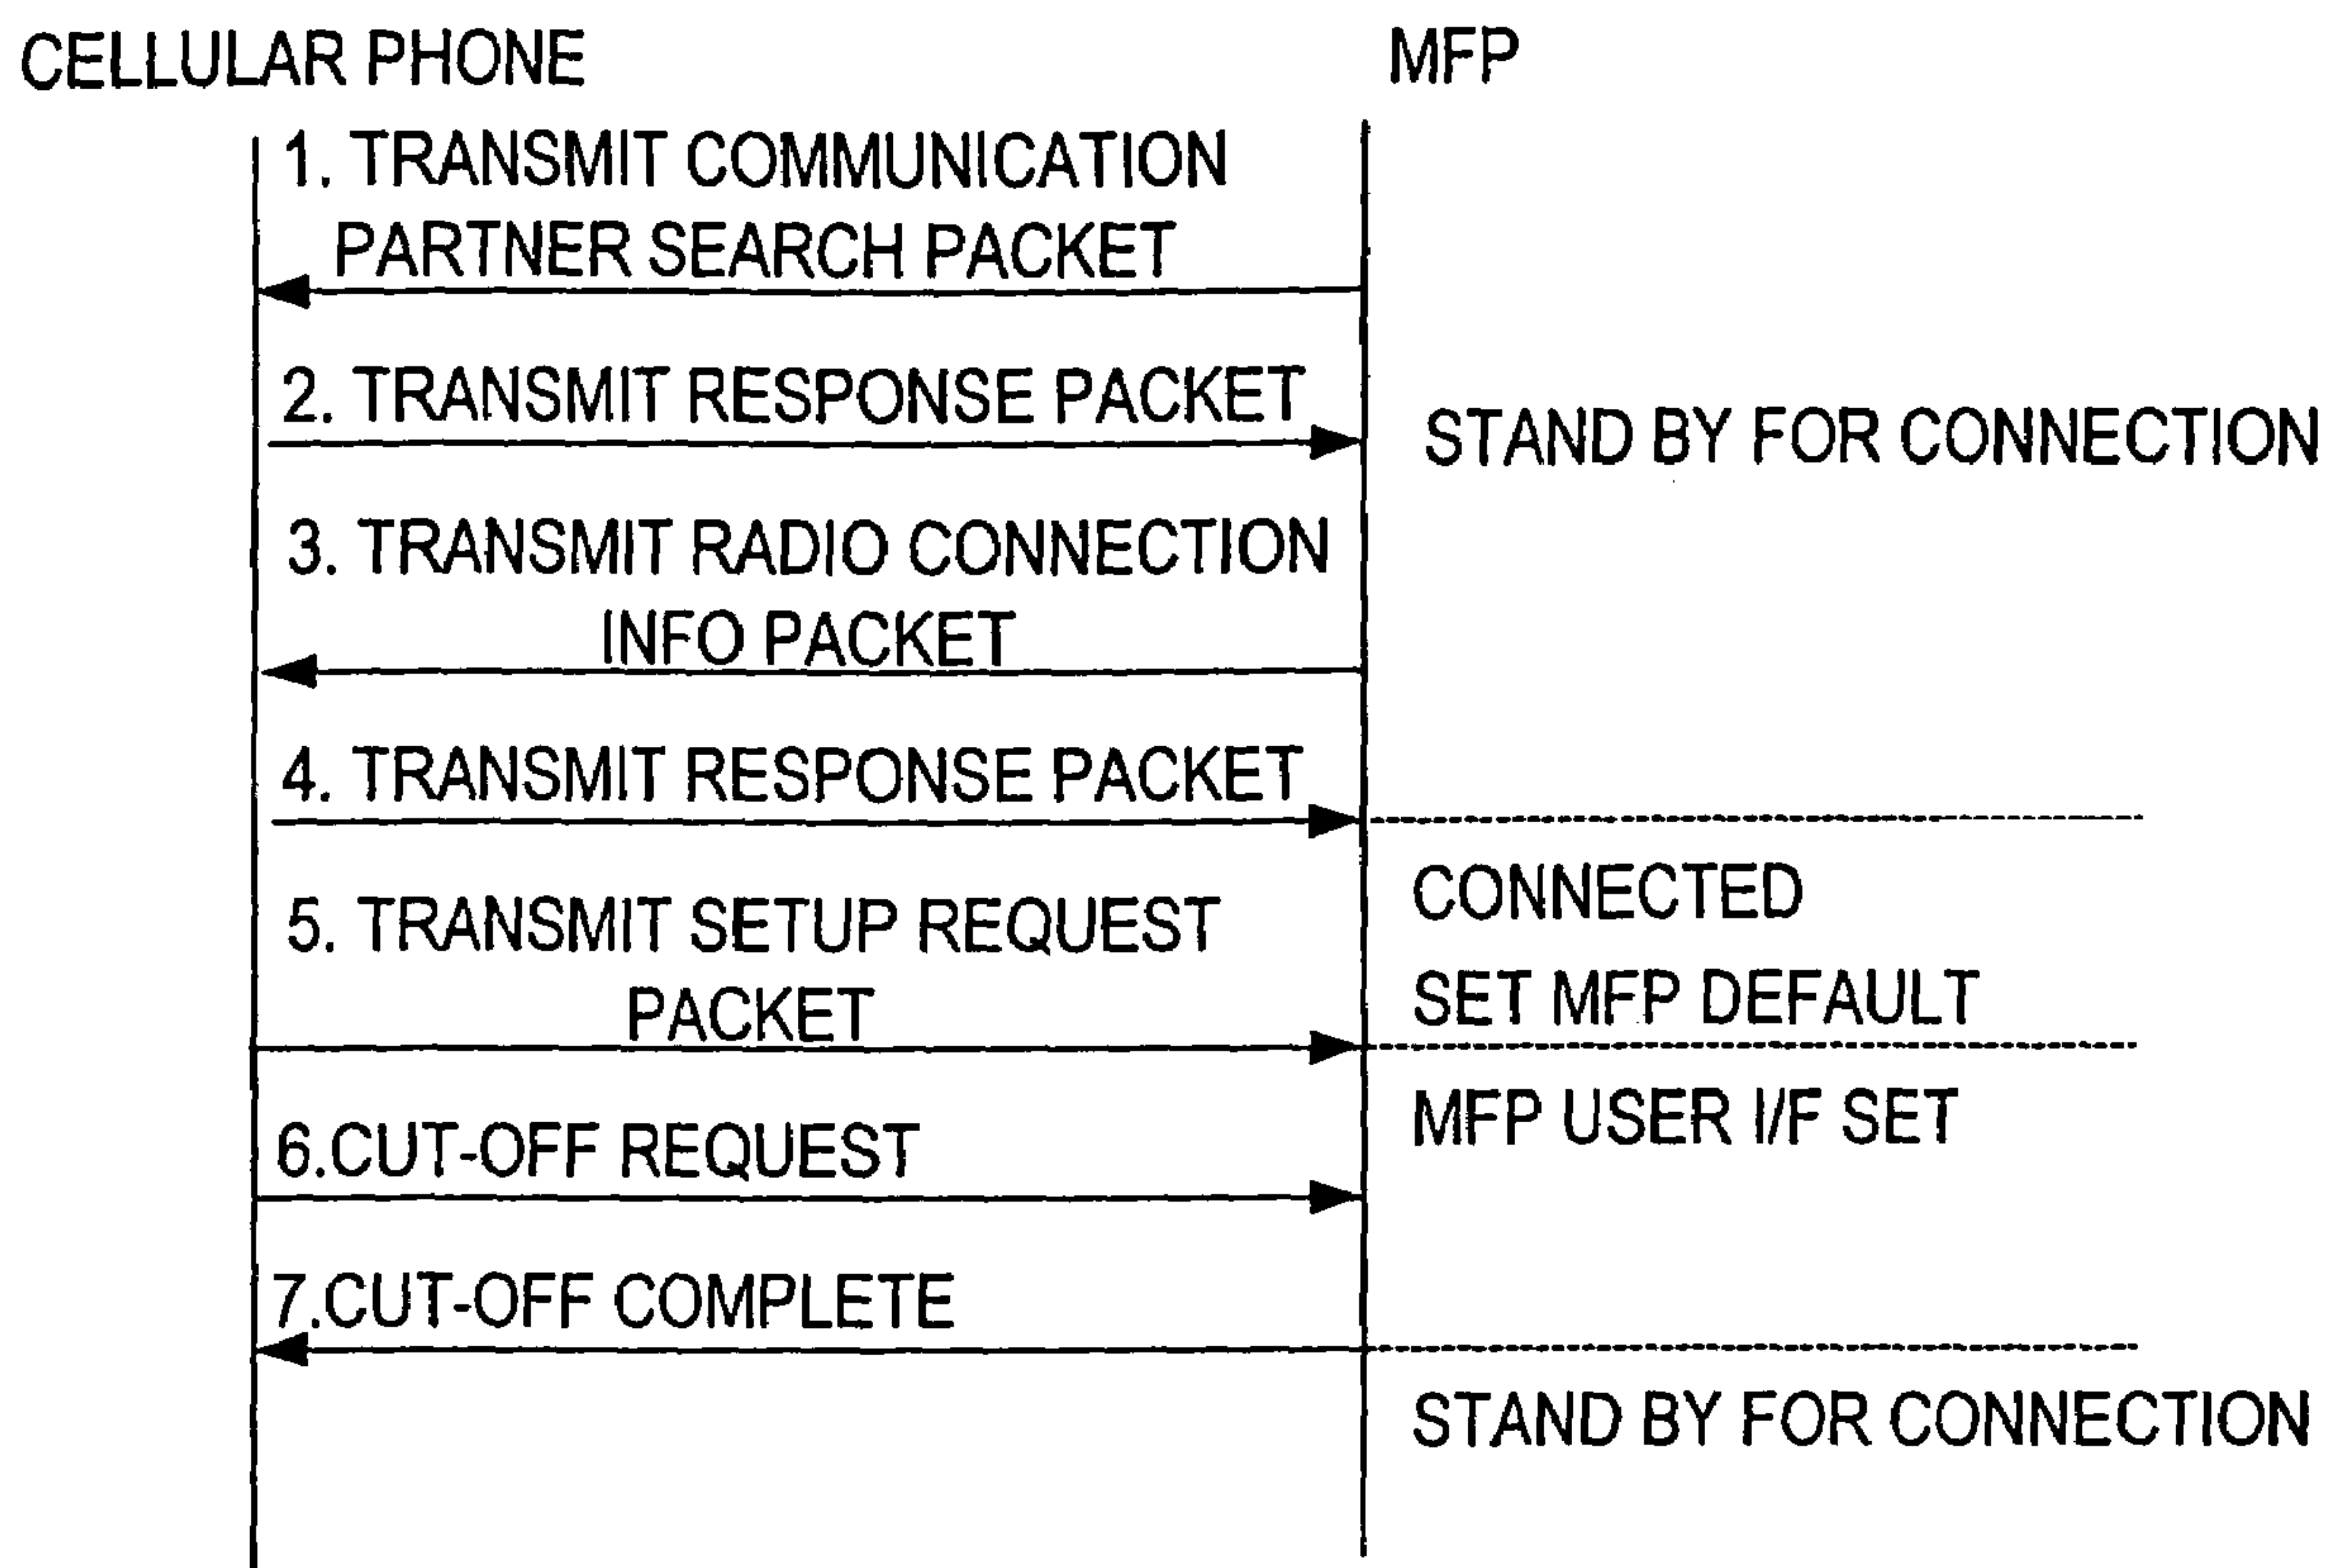 CELLULAR PHONE
MFP
1. TRANSMIT COMMUNICATION
PARTNER SEARCH PACKET
2. TRANSMIT RESPONSE PACKET
STAND BY FOR CONNECTION
3. TRANSMIT RADIO CONNECTION
INFO PACKET
4. TRANSMIT RESPONSE PACKET
CONNECTED
5. TRANSMIT SETUP REQUEST
PACKET
SET MFP DEFAULT
MFP USER I/F SET
6.CUT-OFF REQUEST
7.CUT-OFF COMPLETE
STAND BY FOR CONNECTION